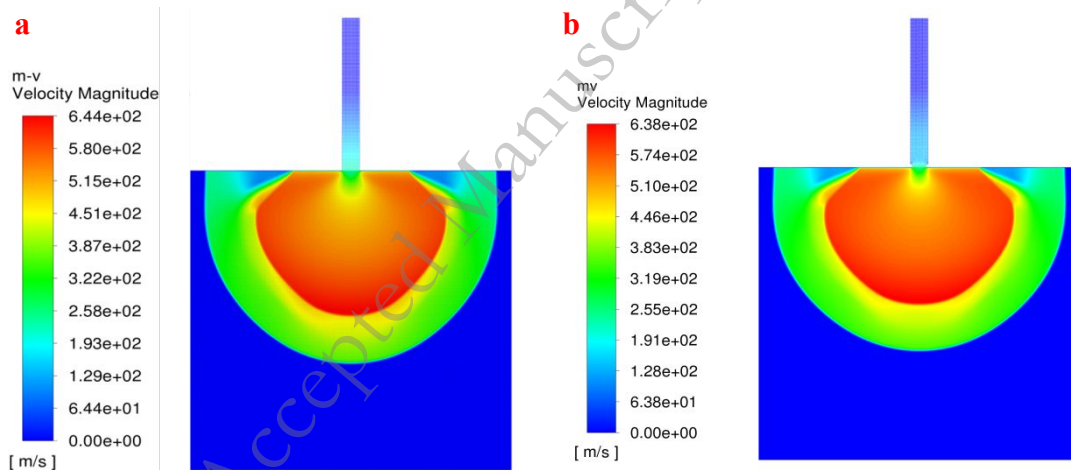 a
m-v
Velocity Magnitude
6.44e+02
5.80e+02
5.15e+02
4.51e+02
3.87e+02
3.22e+02
2.58e+02
1.93e+02
1.29e+02
6.44e+01
0.00e+00
[ m/s ]
b
mv
Velocity Magnitude
6.38e+02
5.74e+02
5.10e+02
4.46e+02
3.83e+02
3.19e+02
2.55e+02
1.91e+02
1.28e+02
6.38e+01
0.00e+00
[ m/s ]
Accepted Manuscrip